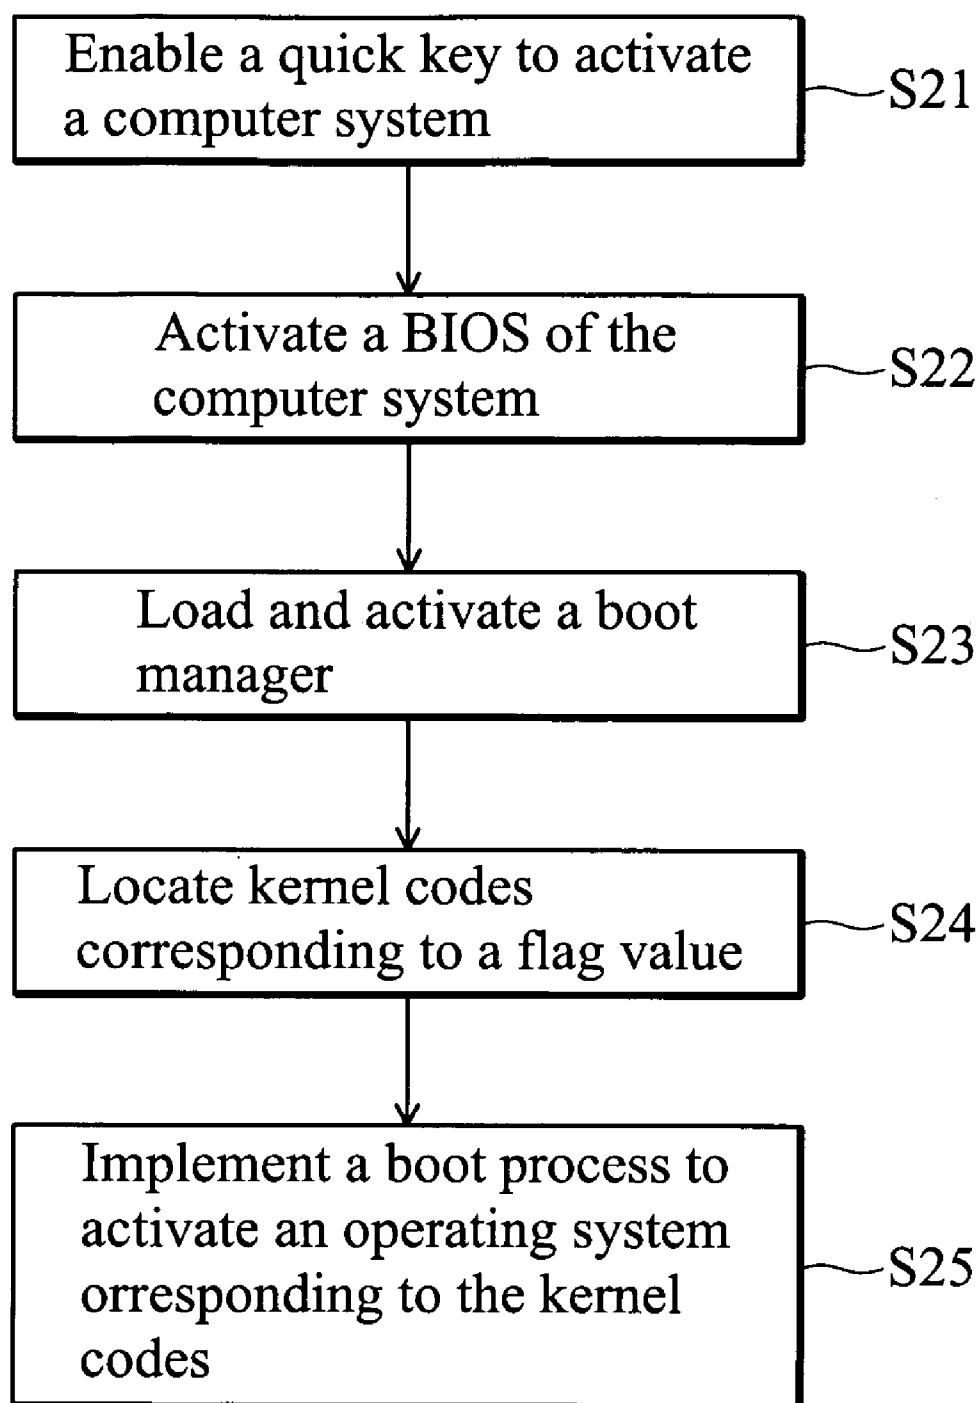 Enable a quick key to activate
a computer system
S21
Activate a BIOS of the
computer system
S22
Load and activate a boot
manager
S23
Locate kernel codes
corresponding to a flag value
S24
Implement a boot process to
activate an operating system
orresponding to the kernel
codes
S25